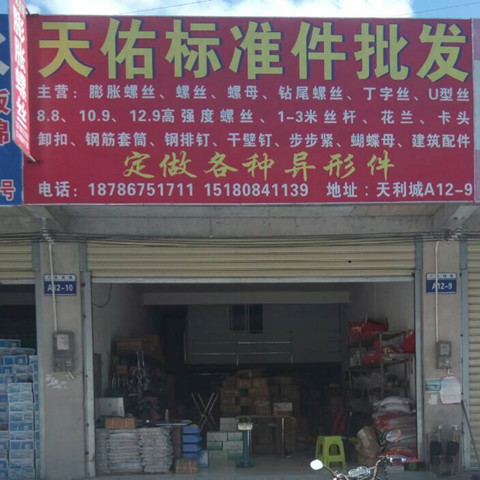 天佑标准件批发
主营：膨胀螺丝、螺丝、螺母、钻尾螺丝、丁字丝、U型丝
8.8、10.9、12.9高强度螺丝、1-3米丝杆、花兰、卡头
卸扣、钢筋套筒、钢排钉、干壁钉、步步紧、蝴蝶母、建筑配件
定做各种异形件
电话：18786751711 15180841139 地址：天利城A12-9
号
A12-10
A12-9